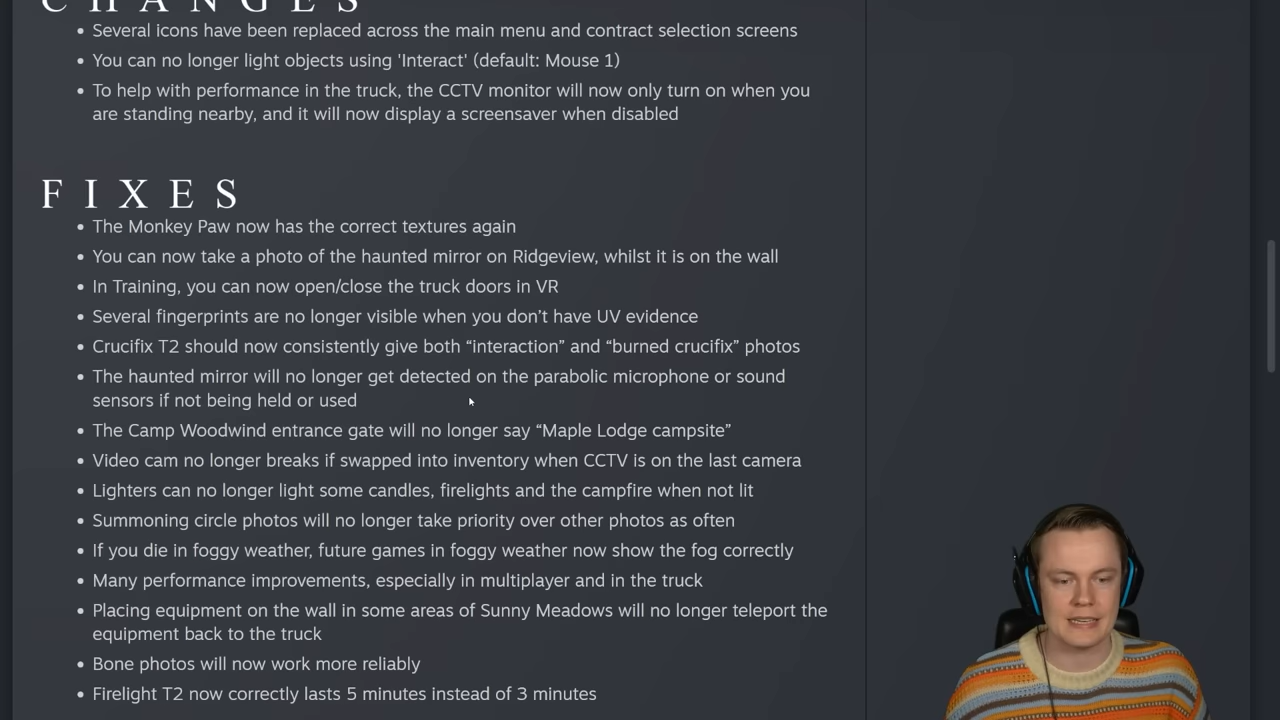 CHANGES
Several icons have been replaced across the main menu and contract selection screens
You can no longer light objects using 'Interact' (default: Mouse 1)
To help with performance in the truck, the CCTV monitor will now only turn on when you
are standing nearby, and it will now display a screensaver when disabled
FIXES
The Monkey Paw now has the correct textures again
You can now take a photo of the haunted mirror on Ridgeview, whilst it is on the wall
In Training, you can now open/close the truck doors in VR
Several fingerprints are no longer visible when you don’t have UV evidence
Crucifix T2 should now consistently give both “interaction” and “burned crucifix” photos
The haunted mirror will no longer get detected on the parabolic microphone or sound
sensors if not being held or used
The Camp Woodwind entrance gate will no longer say “Maple Lodge campsite”
Video cam no longer breaks if swapped into inventory when CCTV is on the last camera
Lighters can no longer light some candles, firelights and the campfire when not lit
Summoning circle photos will no longer take priority over other photos as often
If you die in foggy weather, future games in foggy weather now show the fog correctly
Many performance improvements, especially in multiplayer and in the truck
Placing equipment on the wall in some areas of Sunny Meadows will no longer teleport the
equipment back to the truck
Bone photos will now work more reliably
Firelight T2 now correctly lasts 5 minutes instead of 3 minutes